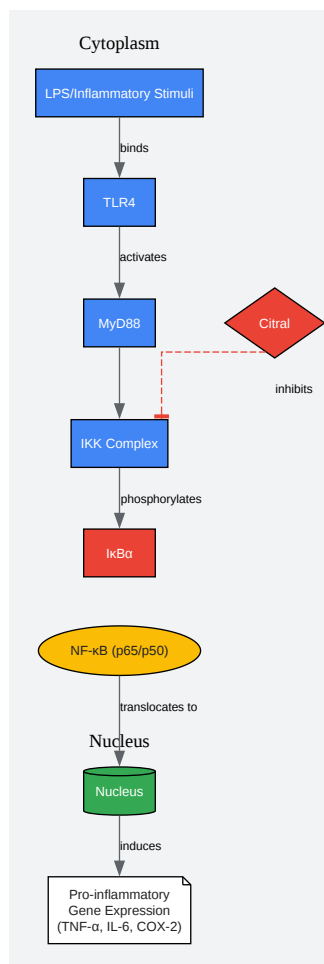 Cytoplasm
LPS/Inflammatory Stimuli
binds
TLR4
activates
MyD88
Citral
inhibits
IKK Complex
phosphorylates
IκBα
NF-κB (p65/p50)
translocates to
Nucleus
Nucleus
induces
Pro-inflammatory
Gene Expression
(TNF-α, IL-6, COX-2)